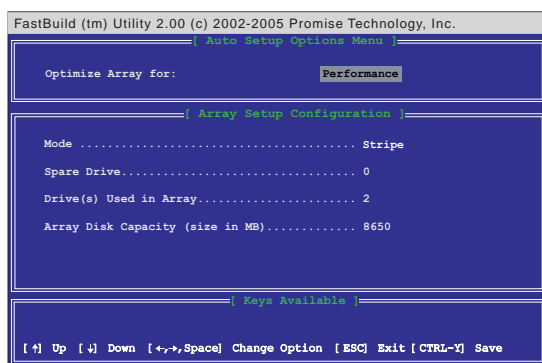 FastBuild (tm) Utility 2.00 (c) 2002-2005 Promise Technology, Inc.
[ Auto Setup Options Menu ]
Optimize Array for: Performance
[ Array Setup Configuration ]
Mode ..................................... Stripe
Spare Drive................................ 0
Drive(s) Used in Array..................... 2
Array Disk Capacity (size in MB)............ 8650
[ Keys Available ]
[↑] Up [↓] Down [←,→,Space] Change Option [ESC] Exit [CTRL-Y] Save